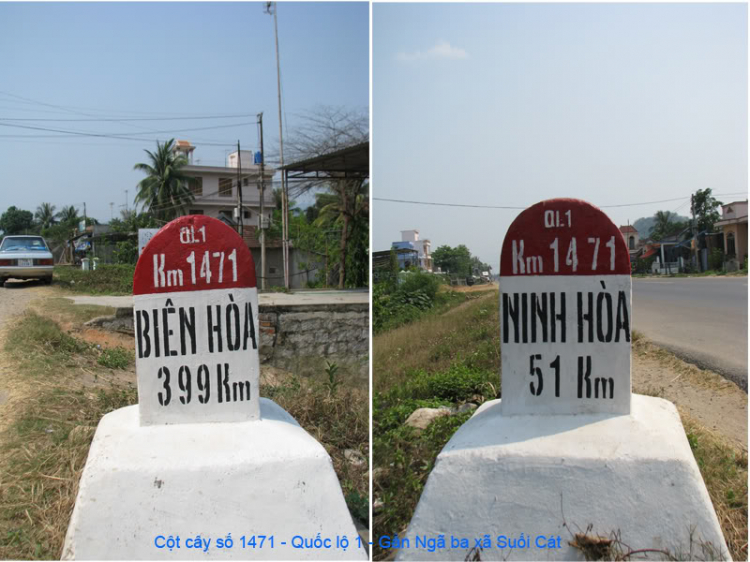 QL1
Km 1471
BIÊN HÒA
399 Km
QL1
Km 1471
NINH HÒA
51 Km
Cột cây số 1471 - Quốc lộ 1 - Gần Ngã ba xã Suối Cát